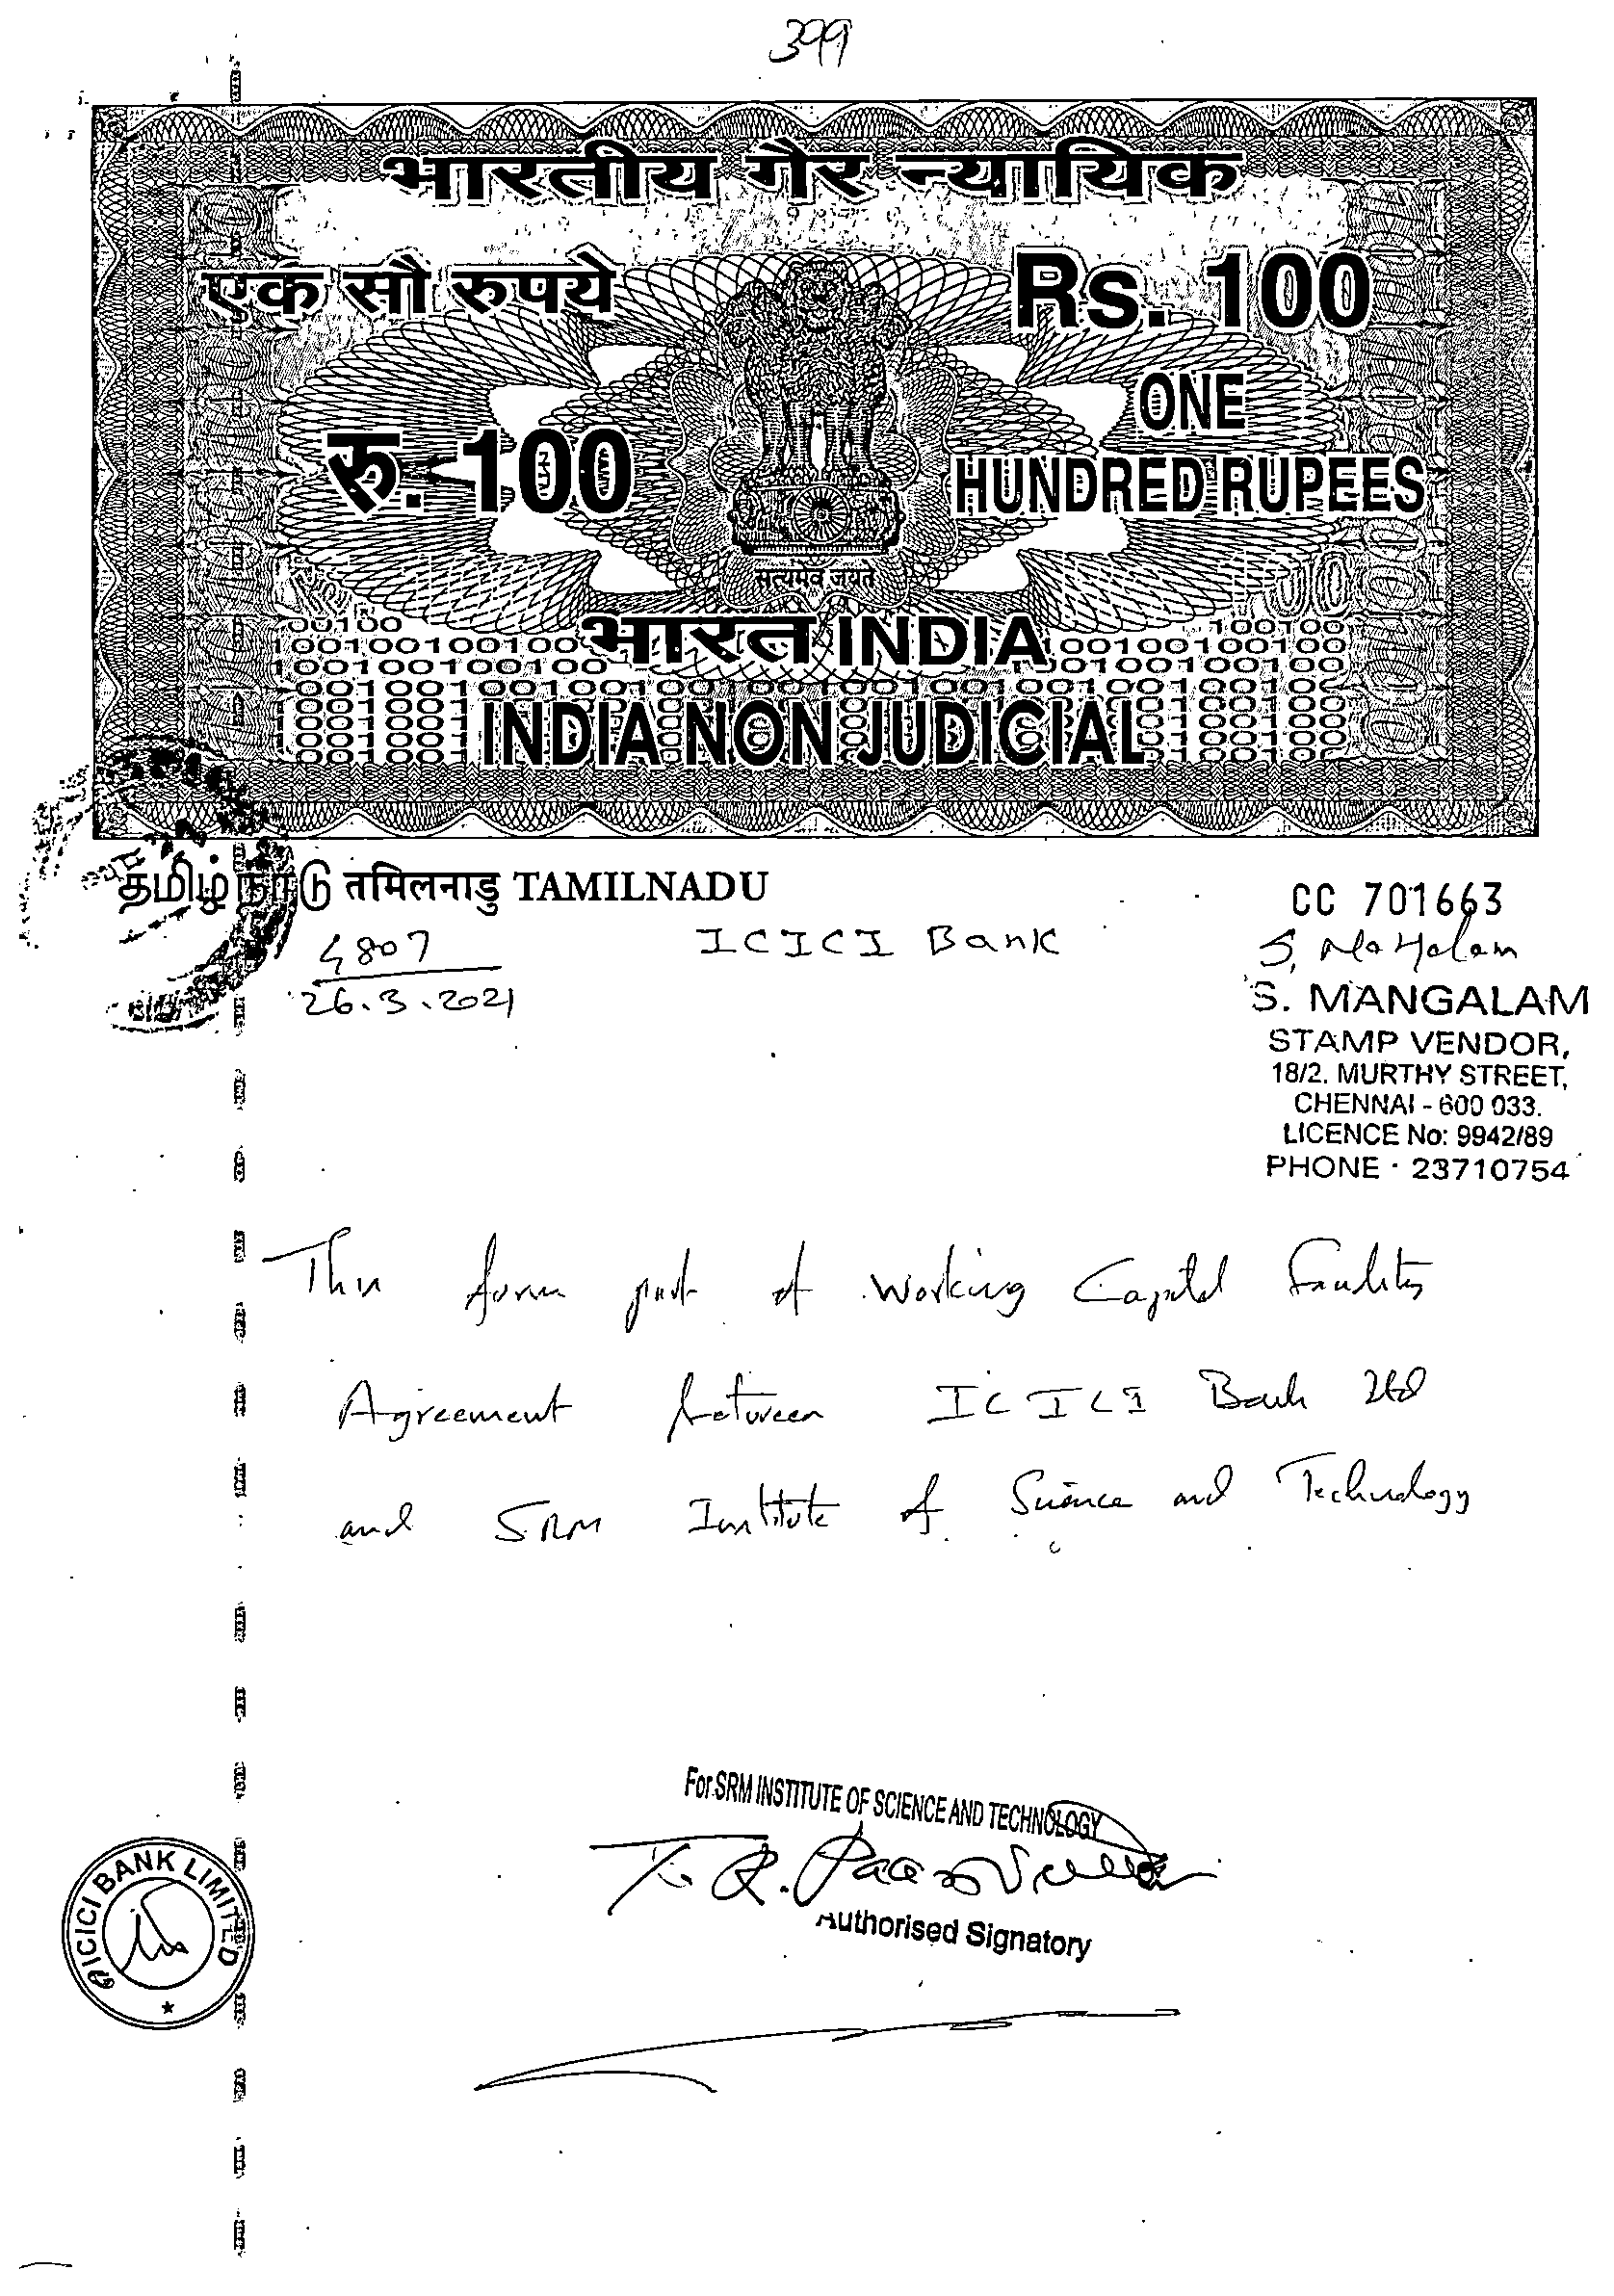 399
भारतीय गैर न्यायिक
एक सौ रुपये
Rs. 100
रु. 100
ONE
HUNDRED RUPEES
सत्यमेव जयते
भारत INDIA
INDIA NON JUDICIAL
தமிழ்நாடு तमिलनाडु TAMILNADU
CC 701663
4807
26.3.2021
ICICI Bank
S. MANGALAM
STAMP VENDOR,
18/2. MURTHY STREET,
CHENNAI - 600 033.
LICENCE No: 9942/89
PHONE : 23710754
This form part of Working Capital Facility
Agreement between ICICI Bank Ltd
and SRM Institute of Science and Technology
For SRM INSTITUTE OF SCIENCE AND TECHNOLOGY
Authorised Signatory
ICICI BANK LIMITED